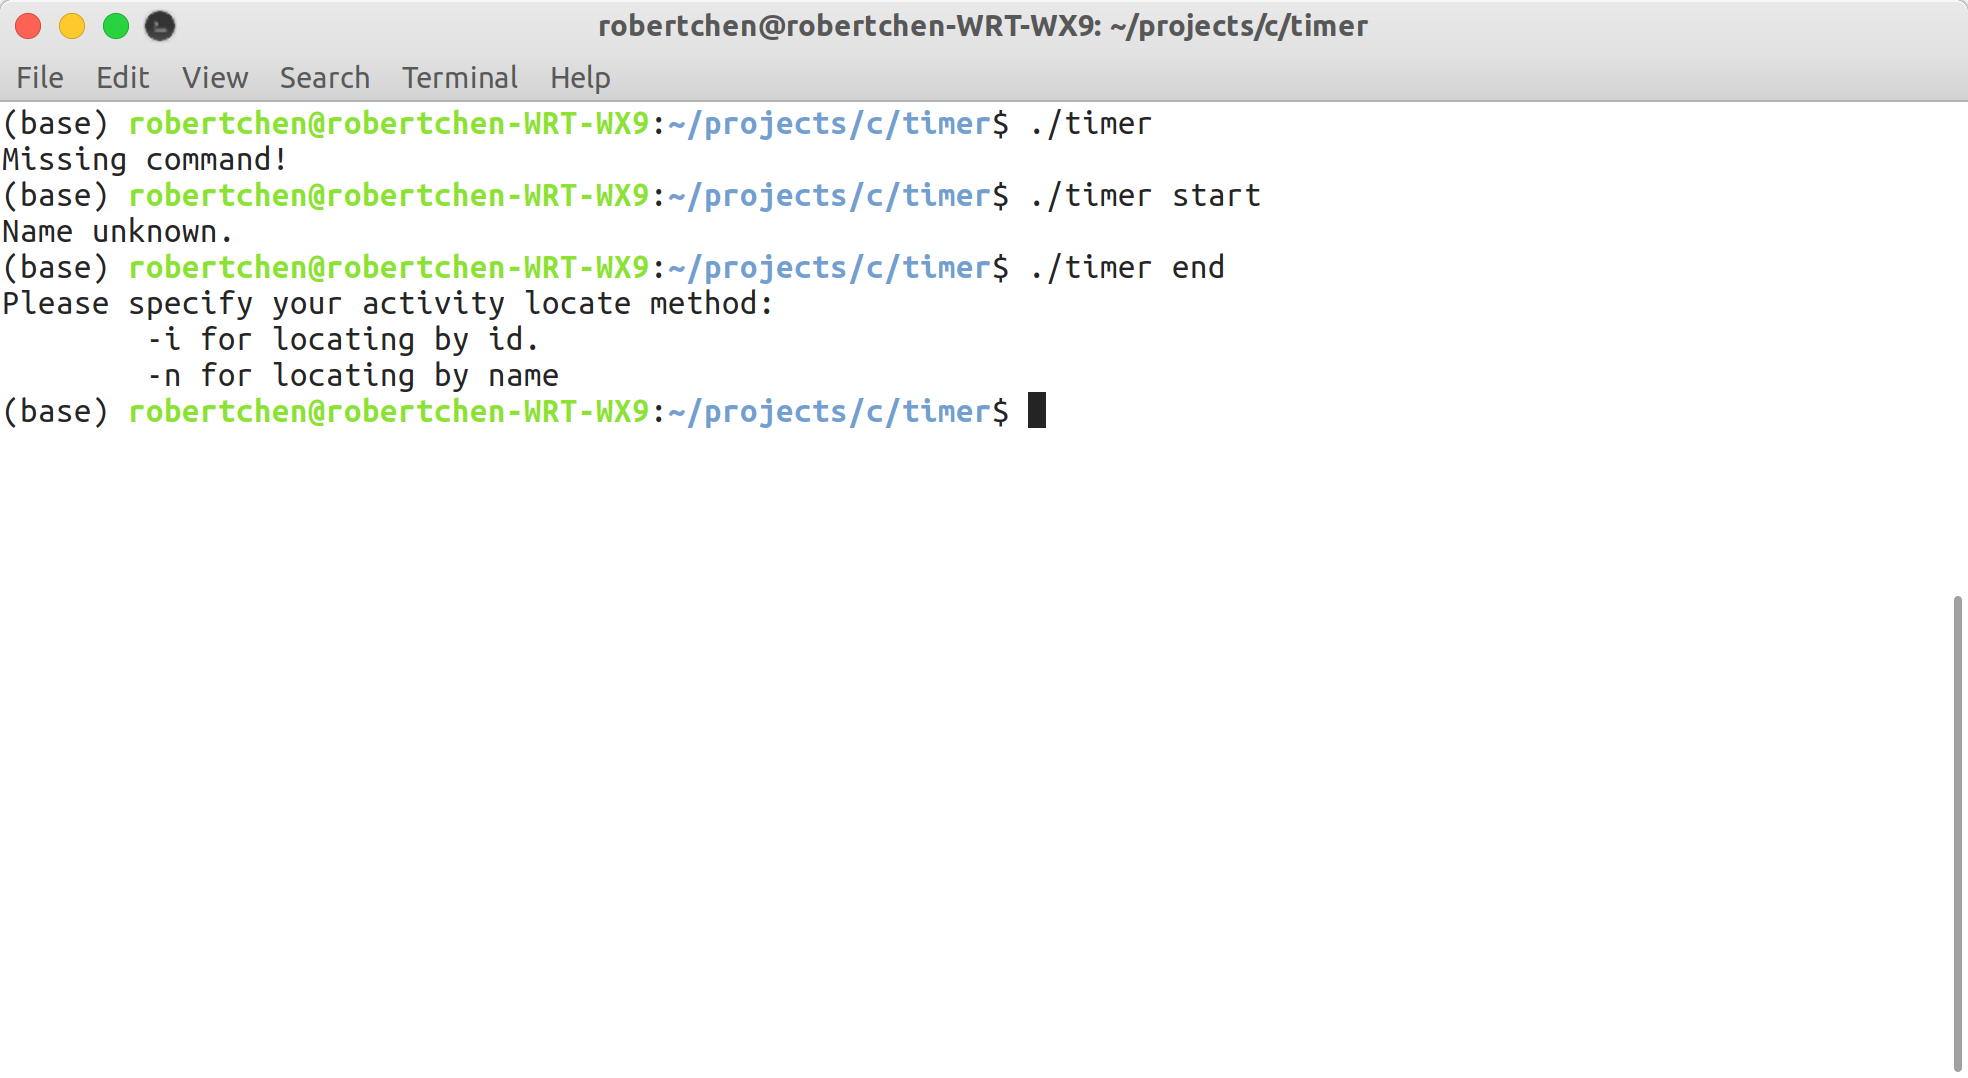 robertchen@robertchen-WRT-WX9: ~/projects/c/timer
File Edit View Search Terminal Help
(base) robertchen@robertchen-WRT-WX9:~/projects/c/timer$ ./timer
Missing command!
(base) robertchen@robertchen-WRT-WX9:~/projects/c/timer$ ./timer start
Name unknown.
(base) robertchen@robertchen-WRT-WX9:~/projects/c/timer$ ./timer end
Please specify your activity locate method:
        -i for locating by id.
        -n for locating by name
(base) robertchen@robertchen-WRT-WX9:~/projects/c/timer$